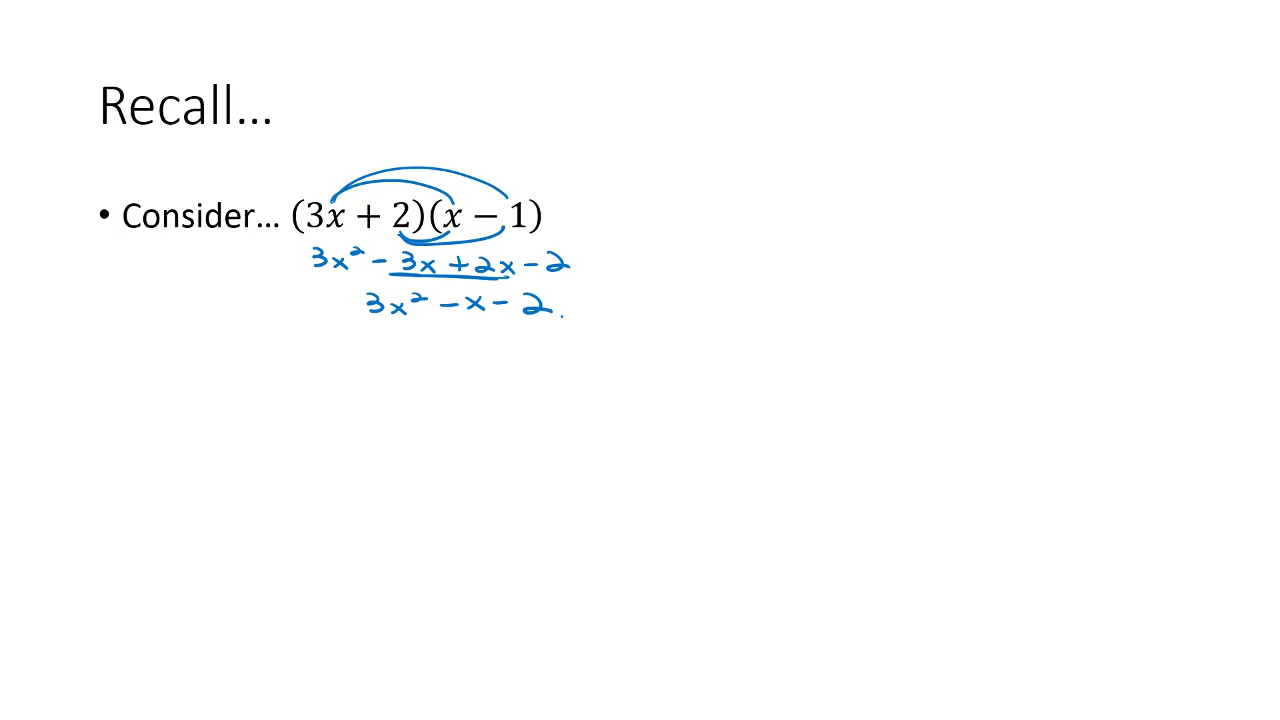 Recall…
• Consider… (3x + 2)(x − 1)
3x² − 3x + 2x − 2
3x² − x − 2.